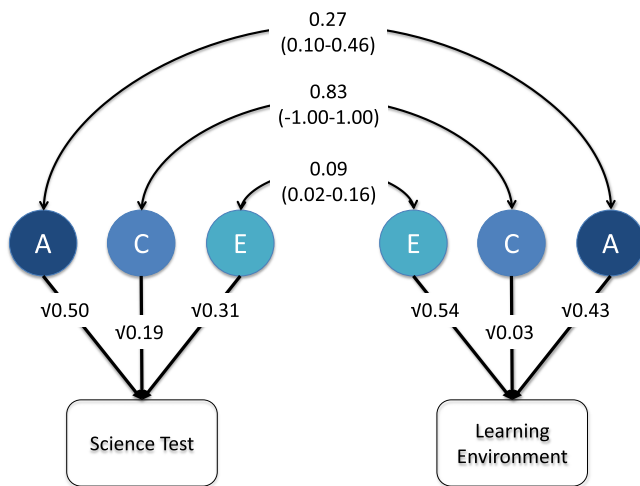 0.27
(0.10-0.46)
0.83
(-1.00-1.00)
0.09
(0.02-0.16)
A C E E C A
√0.50 √0.19 √0.31 √0.54 √0.03 √0.43
Science Test
Learning
Environment